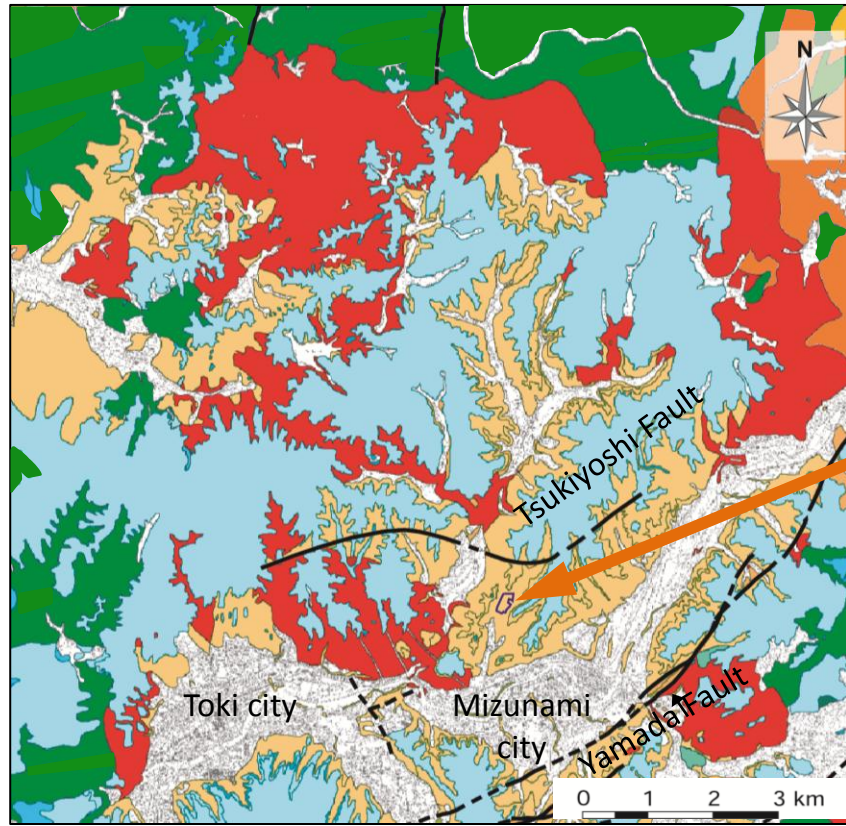 N
Tsukiyoshi Fault
Toki city
Mizunami
city
Yamada Fault
0 1 2 3 km